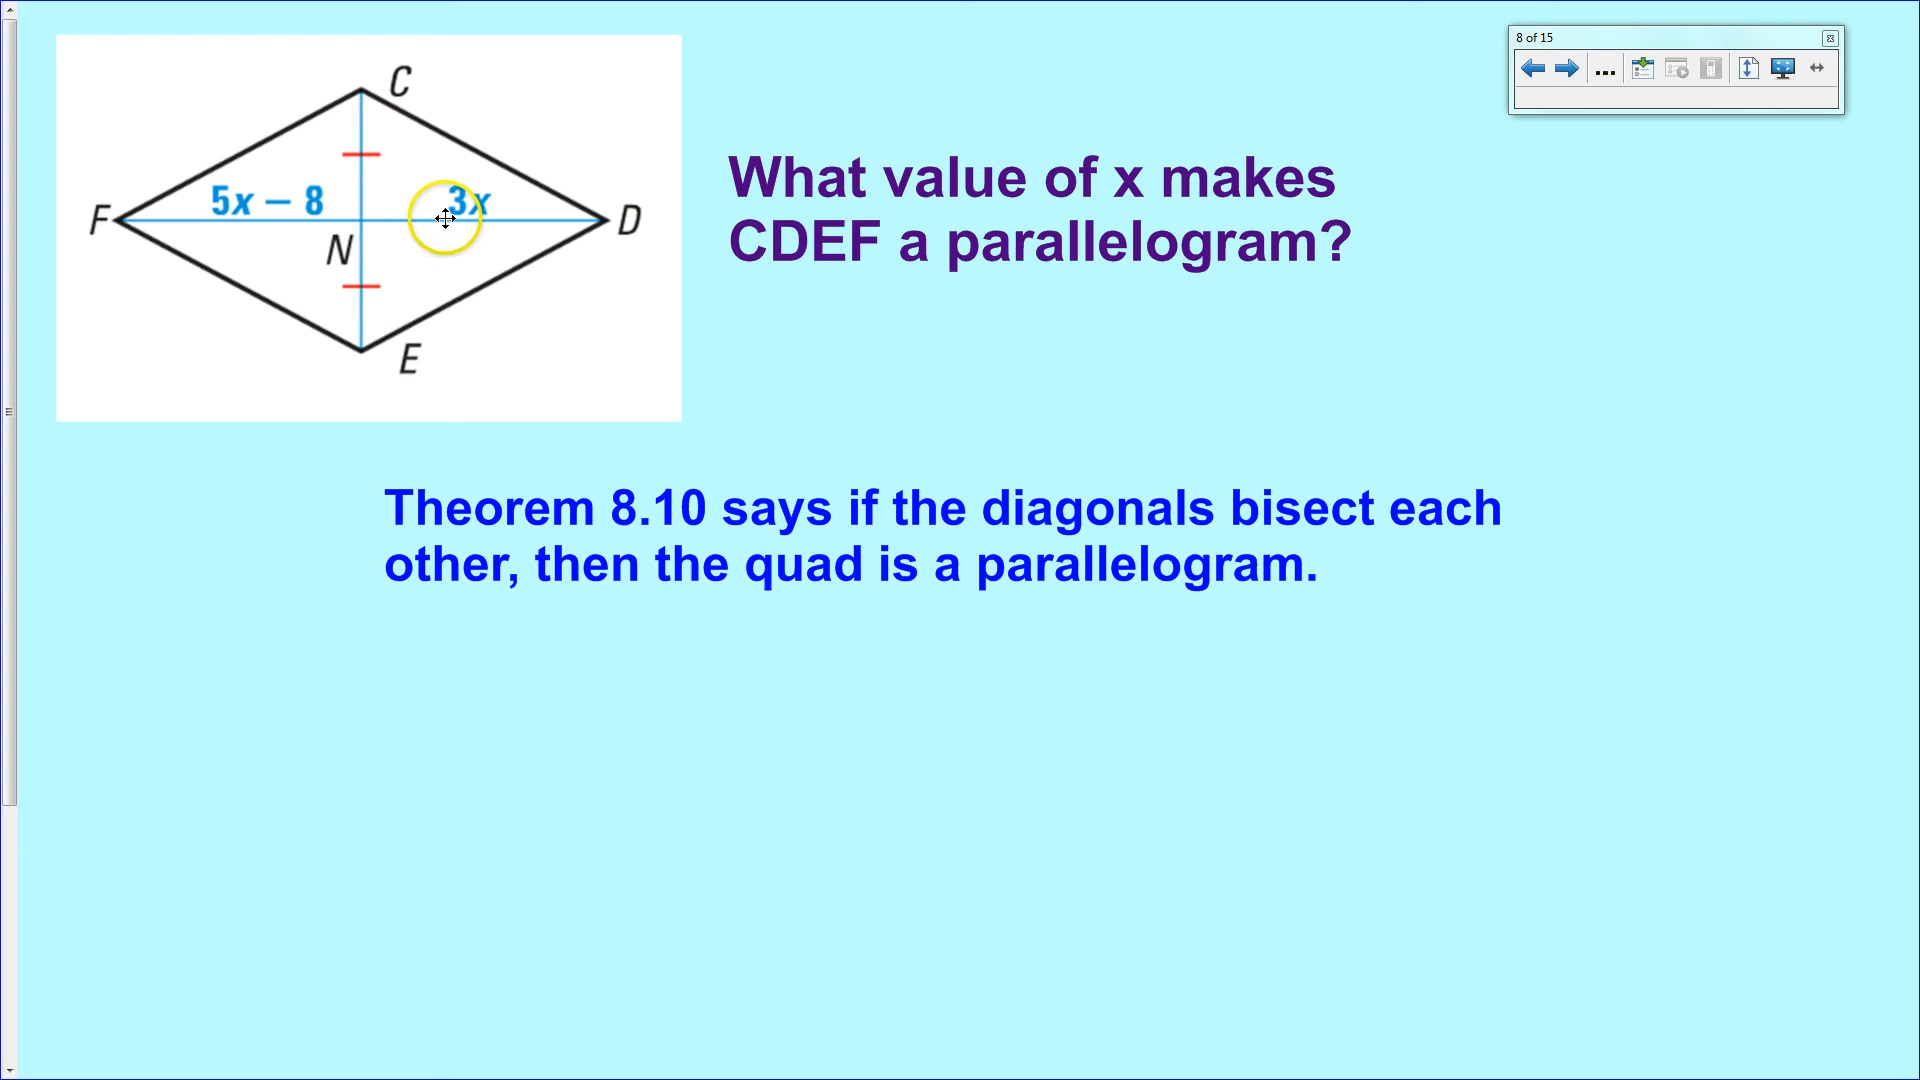 8 of 15
C
What value of x makes
5x – 8
3x
F
D
N
CDEF a parallelogram?
E
Theorem 8.10 says if the diagonals bisect each
other, then the quad is a parallelogram.